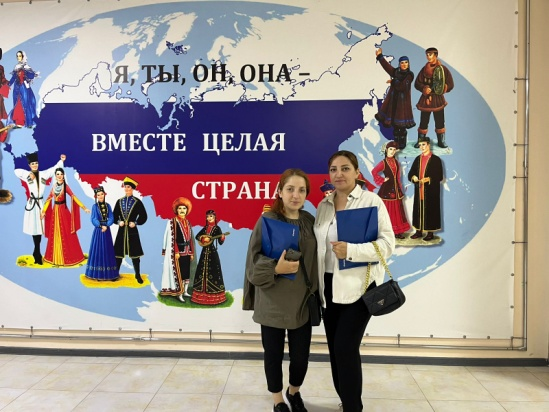 Я, ТЫ, ОН, ОНА –
ВМЕСТЕ ЦЕЛАЯ
СТРАНА